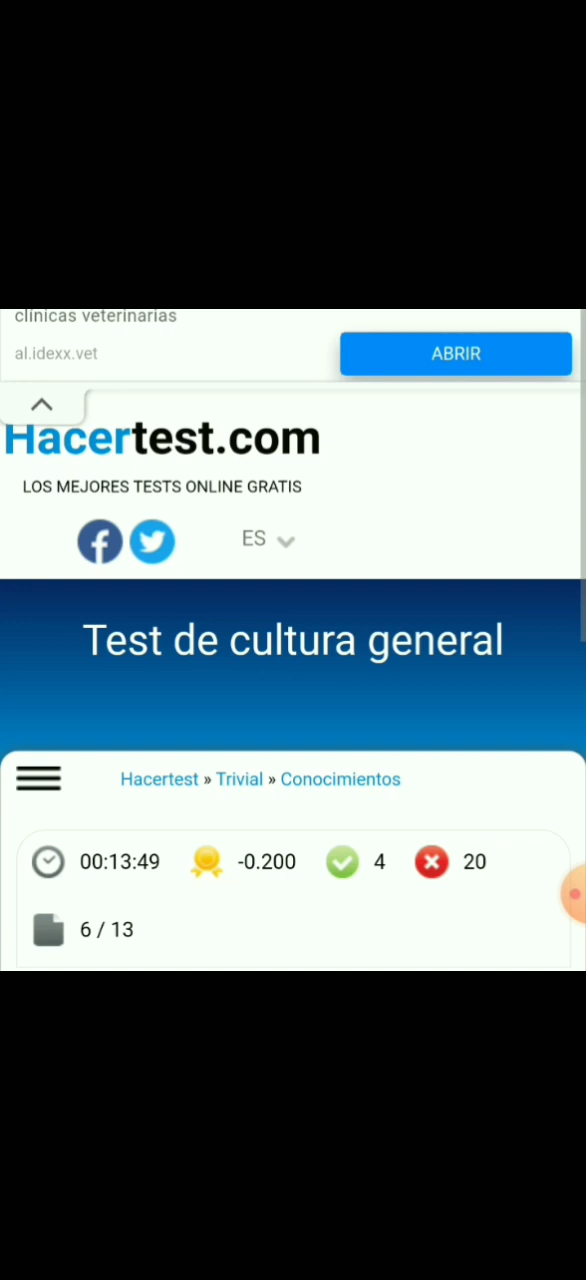 clínicas veterinarias
al.idexx.vet
ABRIR
Hacertest.com
LOS MEJORES TESTS ONLINE GRATIS
ES
Test de cultura general
Hacertest » Trivial » Conocimientos
00:13:49 -0.200 4 20
6 / 13